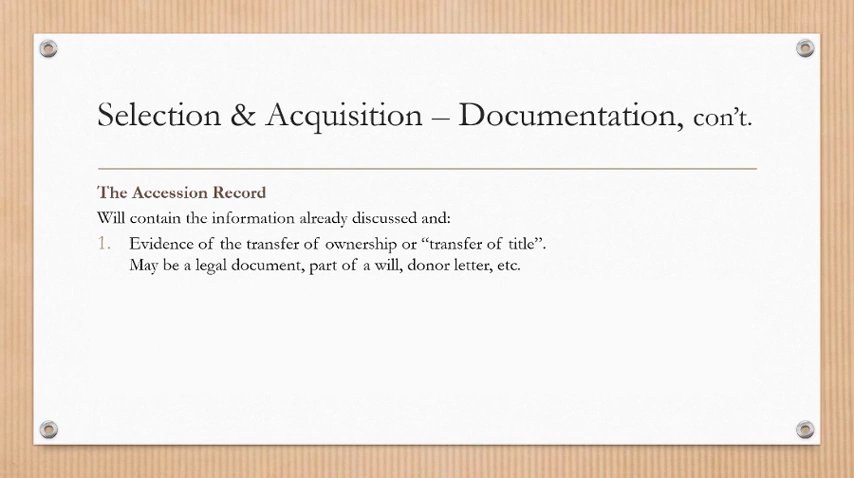 Selection & Acquisition – Documentation, con’t.
The Accession Record
Will contain the information already discussed and:
1. Evidence of the transfer of ownership or “transfer of title”.
May be a legal document, part of a will, donor letter, etc.